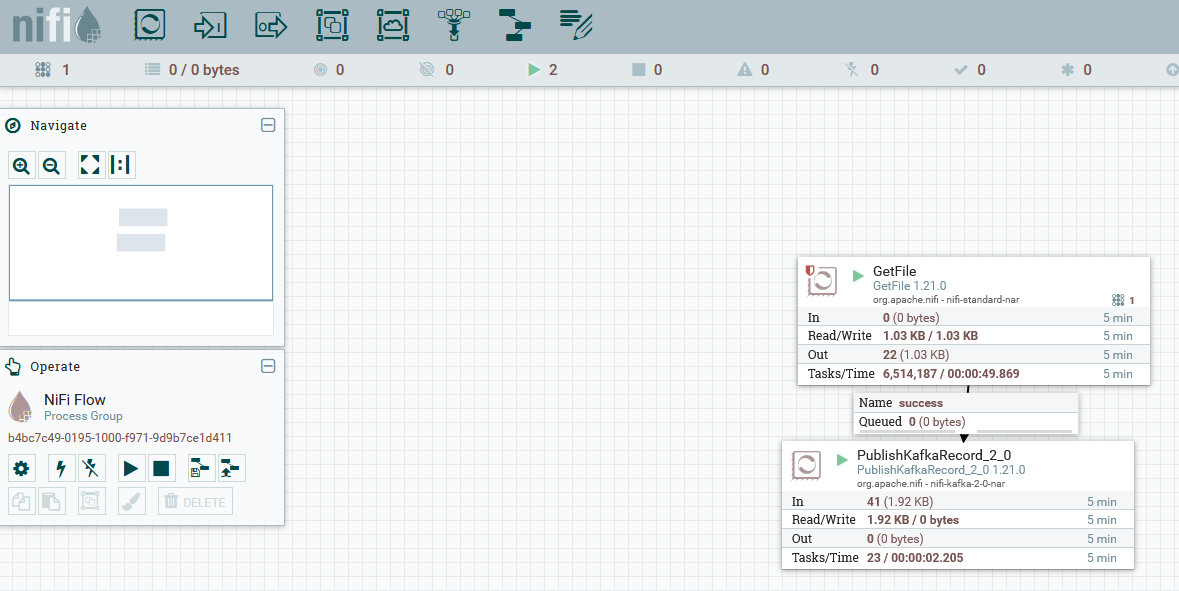 nifi
1
0 / 0 bytes
0
0
2
0
0
0
0
0
Navigate
Operate
NiFi Flow
Process Group
b4bc7c49-0195-1000-f971-9d9b7ce1d411
DELETE
GetFile
GetFile 1.21.0
org.apache.nifi - nifi-standard-nar
1
In 0 (0 bytes) 5 min
Read/Write 1.03 KB / 1.03 KB 5 min
Out 22 (1.03 KB) 5 min
Tasks/Time 6,514,187 / 00:00:49.869 5 min
Name success
Queued 0 (0 bytes)
PublishKafkaRecord_2_0
PublishKafkaRecord_2_0 1.21.0
org.apache.nifi - nifi-kafka-2-0-nar
In 41 (1.92 KB) 5 min
Read/Write 1.92 KB / 0 bytes 5 min
Out 0 (0 bytes) 5 min
Tasks/Time 23 / 00:00:02.205 5 min